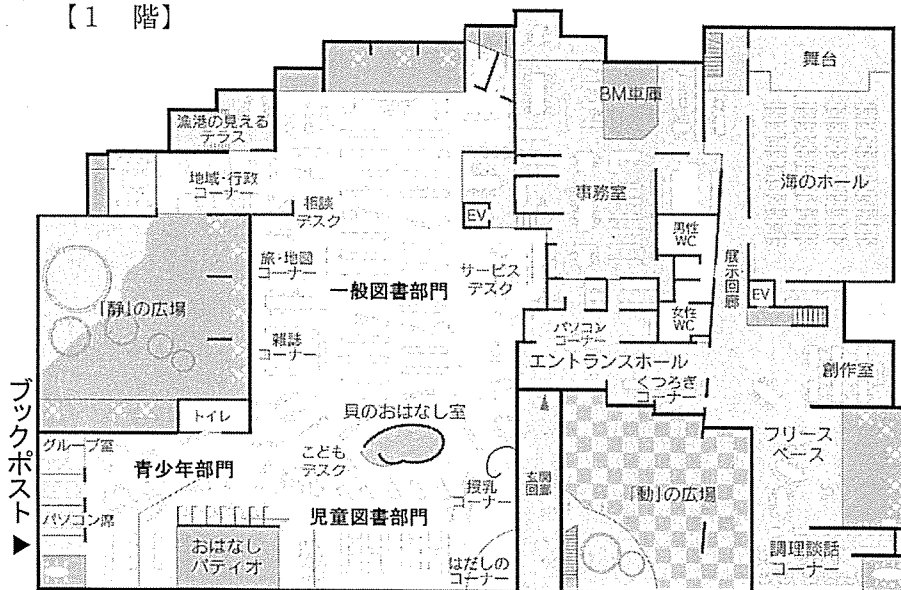 【1 階】
舞台
BM車庫
漁港の見える
テラス
地域・行政
コーナー
相談
デスク
事務室
海のホール
EV
男性
WC
旅・地図
コーナー
サービス
デスク
一般図書部門
展示回廊
「静」の広場
EV
女性
WC
雑誌
コーナー
パソコン
コーナー
エントランスホール
くつろぎ
コーナー
創作室
ブックポスト▼
トイレ
貝のおはなし室
グループ室
こども
デスク
フリース
ペース
青少年部門
授乳
コーナー
玄関
回廊
「動」の広場
パソコン席
児童図書部門
おはなし
パティオ
はだしの
コーナー
調理談話
コーナー